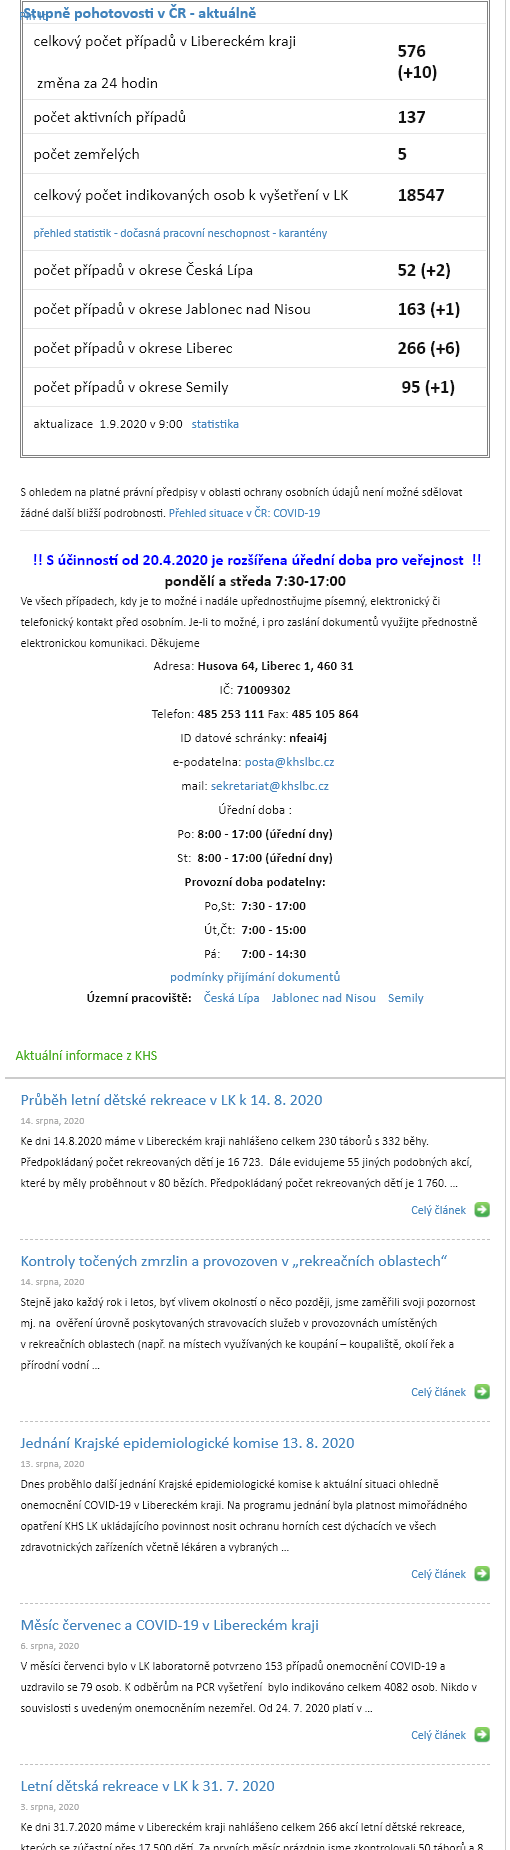 Stupně pohotovosti v ČR - aktuálně
celkový počet případů v Libereckém kraji
576
změna za 24 hodin
(+10)
počet aktivních případů 137
počet zemřelých 5
celkový počet indikovaných osob k vyšetření v LK 18547
přehled statistik - dočasná pracovní neschopnost - karantény
počet případů v okrese Česká Lípa 52 (+2)
počet případů v okrese Jablonec nad Nisou 163 (+1)
počet případů v okrese Liberec 266 (+6)
počet případů v okrese Semily 95 (+1)
aktualizace 1.9.2020 v 9:00 statistika
S ohledem na platné právní předpisy v oblasti ochrany osobních údajů není možné sdělovat
žádné další bližší podrobnosti. Přehled situace v ČR: COVID-19
!! S účinností od 20.4.2020 je rozšířena úřední doba pro veřejnost !!
pondělí a středa 7:30-17:00
Ve všech případech, kdy je to možné i nadále upřednostňujme písemný, elektronický či
telefonický kontakt před osobním. Je-li to možné, i pro zaslání dokumentů využijte přednostně
elektronickou komunikaci. Děkujeme
Adresa: Husova 64, Liberec 1, 460 31
IČ: 71009302
Telefon: 485 253 111 Fax: 485 105 864
ID datové schránky: nfeai4j
e-podatelna: posta@khslbc.cz
mail: sekretariat@khslbc.cz
Úřední doba :
Po: 8:00 - 17:00 (úřední dny)
St: 8:00 - 17:00 (úřední dny)
Provozní doba podatelny:
Po,St: 7:30 - 17:00
Út,Čt: 7:00 - 15:00
Pá: 7:00 - 14:30
podmínky přijímání dokumentů
Územní pracoviště: Česká Lípa Jablonec nad Nisou Semily
Aktuální informace z KHS
Průběh letní dětské rekreace v LK k 14. 8. 2020
14. srpna, 2020
Ke dni 14.8.2020 máme v Libereckém kraji nahlášeno celkem 230 táborů s 332 běhy.
Předpokládaný počet rekreovaných dětí je 16 723. Dále evidujeme 55 jiných podobných akcí,
které by měly proběhnout v 80 bězích. Předpokládaný počet rekreovaných dětí je 1 760. ...
Celý článek
Kontroly točených zmrzlin a provozoven v „rekreačních oblastech“
14. srpna, 2020
Stejně jako každý rok i letos, byť vlivem okolností o něco později, jsme zaměřili svoji pozornost
mj. na ověření úrovně poskytovaných stravovacích služeb v provozovnách umístěných
v rekreačních oblastech (např. na místech využívaných ke koupání – koupaliště, okolí řek a
přírodní vodní ...
Celý článek
Jednání Krajské epidemiologické komise 13. 8. 2020
13. srpna, 2020
Dnes proběhlo další jednání Krajské epidemiologické komise k aktuální situaci ohledně
onemocnění COVID-19 v Libereckém kraji. Na programu jednání byla platnost mimořádného
opatření KHS LK ukládajícího povinnost nosit ochranu horních cest dýchacích ve všech
zdravotnických zařízeních včetně lékáren a vybraných ...
Celý článek
Měsíc červenec a COVID-19 v Libereckém kraji
6. srpna, 2020
V měsíci červenci bylo v LK laboratorně potvrzeno 153 případů onemocnění COVID-19 a
uzdravilo se 79 osob. K odběrům na PCR vyšetření bylo indikováno celkem 4082 osob. Nikdo v
souvislosti s uvedeným onemocněním nezemřel. Od 24. 7. 2020 platí v ...
Celý článek
Letní dětská rekreace v LK k 31. 7. 2020
3. srpna, 2020
Ke dni 31.7.2020 máme v Libereckém kraji nahlášeno celkem 266 akcí letní dětské rekreace,
kterých se zúčastní přes 17 500 dětí. Za prvních měsíc prázdnin jsme zkontrolovali 50 táborů a 8